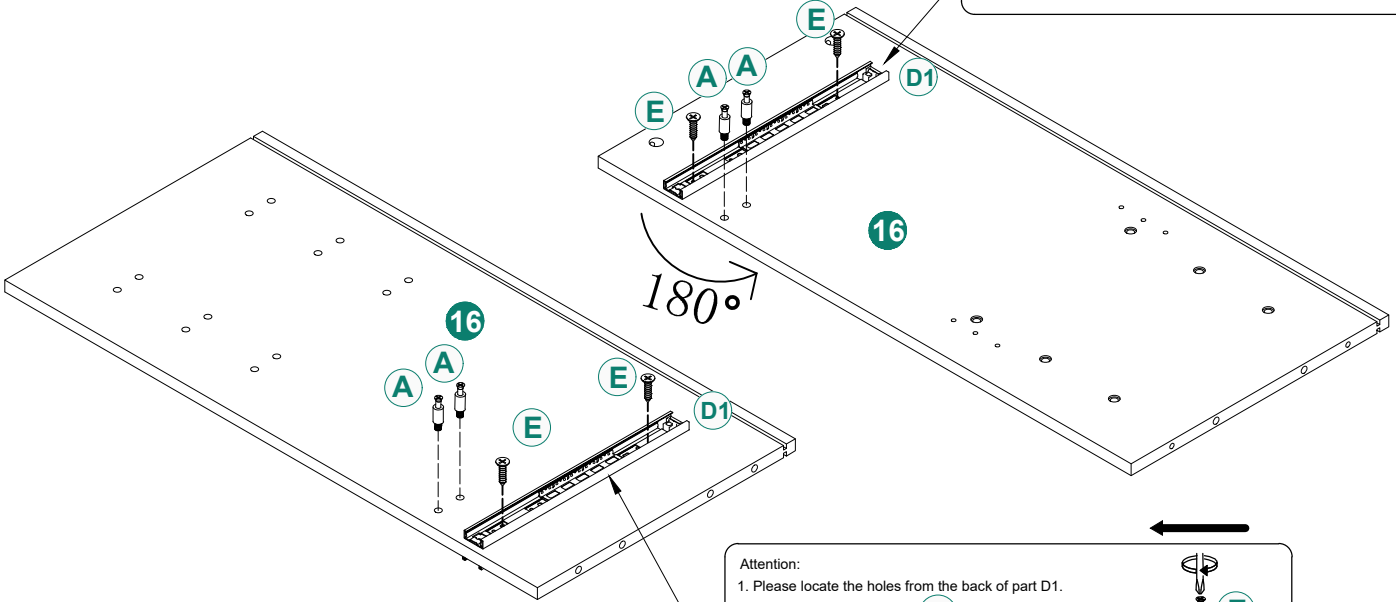 E
A
A
D1
E
16
180°
16
A
A
E
D1
E
Attention:
1. Please locate the holes from the back of part D1.